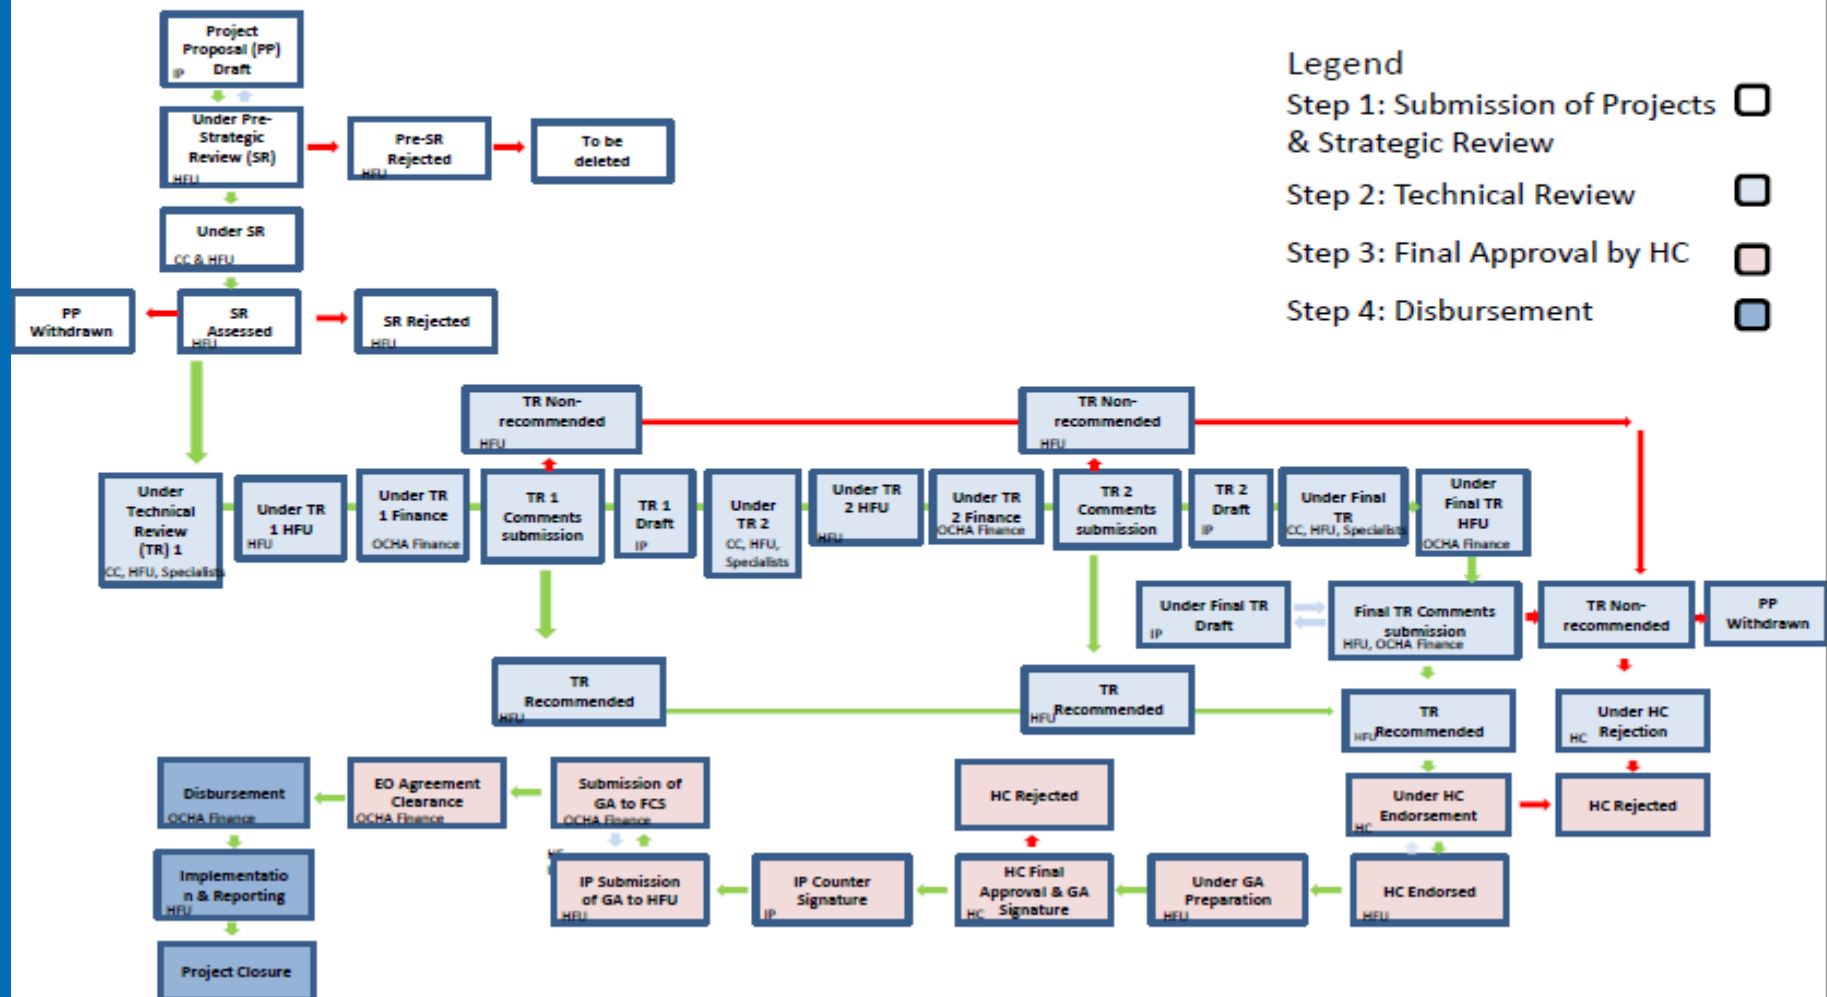 Project
Proposal (PP)
Draft
IP
Legend
Step 1: Submission of Projects
& Strategic Review
Step 2: Technical Review
Step 3: Final Approval by HC
Step 4: Disbursement
Under Pre-
Strategic
Review (SR)
HFU
Pre-SR
Rejected
HFU
To be
deleted
Under SR
CC & HFU
PP
Withdrawn
SR
Assessed
HFU
SR Rejected
HFU
TR Non-
recommended
HFU
TR Non-
recommended
HFU
Under
Technical
Review
(TR) 1
CC, HFU, Specialists
Under TR
1 HFU
HFU
Under TR
1 Finance
OCHA Finance
TR 1
Comments
submission
TR 1
Draft
IP
Under
TR 2
CC, HFU,
Specialists
Under TR
2 HFU
HFU
Under TR
2 Finance
OCHA Finance
TR 2
Comments
submission
TR 2
Draft
IP
Under Final
TR
CC, HFU, Specialists
Under
Final TR
HFU
OCHA Finance
Under Final TR
Draft
IP
Final TR Comments
submission
HFU, OCHA Finance
TR Non-
recommended
PP
Withdrawn
TR
Recommended
HFU
TR
Recommended
HFU
TR
Recommended
HFU
Under HC
Rejection
HC
Disbursement
OCHA Finance
EO Agreement
Clearance
OCHA Finance
Submission of
GA to FCS
OCHA Finance
HC Rejected
Under HC
Endorsement
HC
HC Rejected
Implementatio
n & Reporting
HFU
IP Submission
of GA to HFU
HFU
IP Counter
Signature
IP
HC Final
Approval & GA
Signature
HC
Under GA
Preparation
HFU
HC Endorsed
HFU
Project Closure